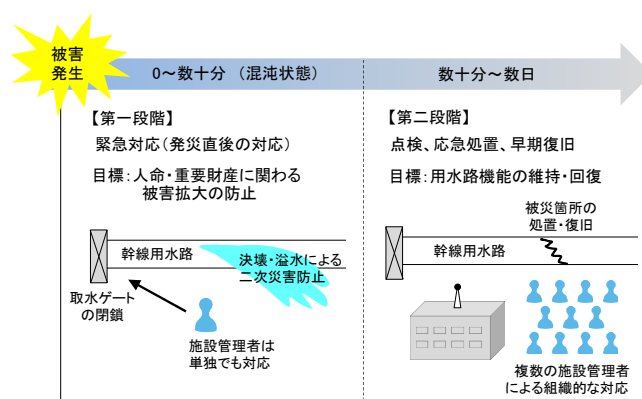 被害
発生
0～数十分 （混沌状態）
数十分～数日
【第一段階】
緊急対応（発災直後の対応）
目標：人命・重要財産に関わる
被害拡大の防止
幹線用水路
決壊・溢水による
二次災害防止
取水ゲート
の閉鎖
施設管理者は
単独でも対応
【第二段階】
点検、応急処置、早期復旧
目標：用水路機能の維持・回復
被災箇所の
処置・復旧
幹線用水路
複数の施設管理者
による組織的な対応